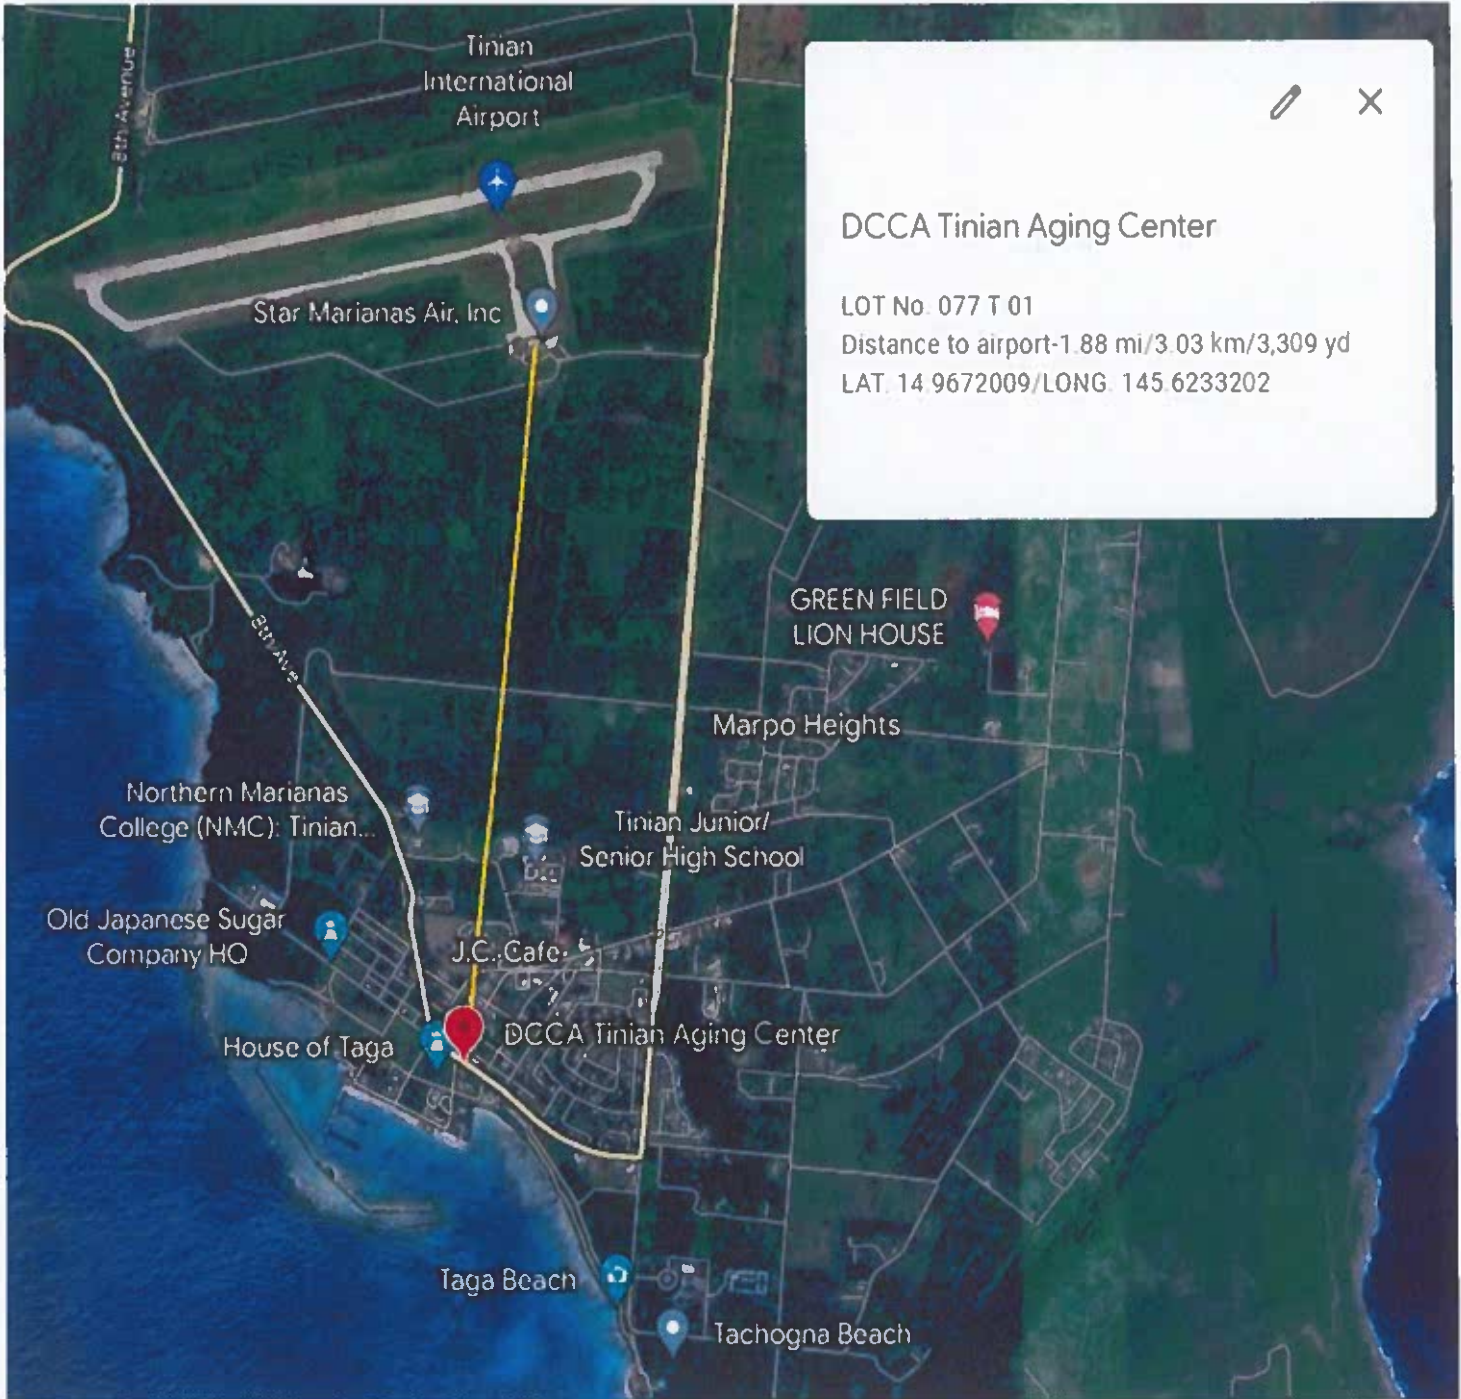 8th Avenue
Tinian
International
Airport
DCCA Tinian Aging Center
LOT No. 077 T 01
Distance to airport-1.88 mi/3.03 km/3,309 yd
LAT. 14.9672009/LONG. 145.6233202
Star Marianas Air, Inc
GREEN FIELD
LION HOUSE
8th Ave
Marpo Heights
Northern Marianas
College (NMC): Tinian...
Tinian Junior/
Senior High School
Old Japanese Sugar
Company HQ
J.C. Cafe
House of Taga
DCCA Tinian Aging Center
Taga Beach
Tachogna Beach